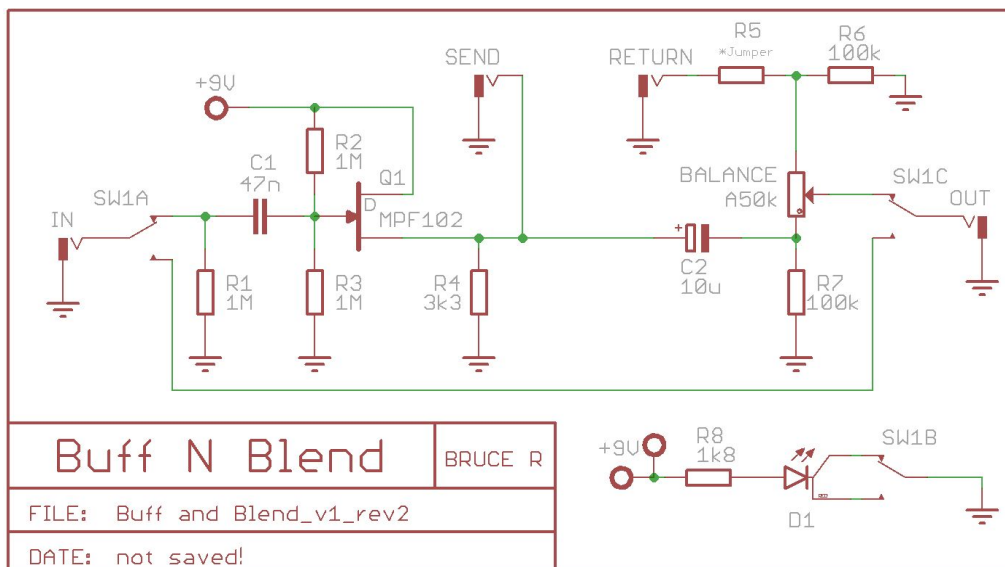 R5
*Jumper
R6
100k
SEND
RETURN
+9V
R2
1M
C1
47n
Q1
D
MPF102
BALANCE
A50k
SW1A
SW1C
IN
OUT
+
C2
10u
R1
1M
R3
1M
R4
3k3
R7
100k
Buff N Blend
BRUCE R
FILE: Buff and Blend_v1_rev2
DATE: not saved!
+9V
R8
1k8
SW1B
D1